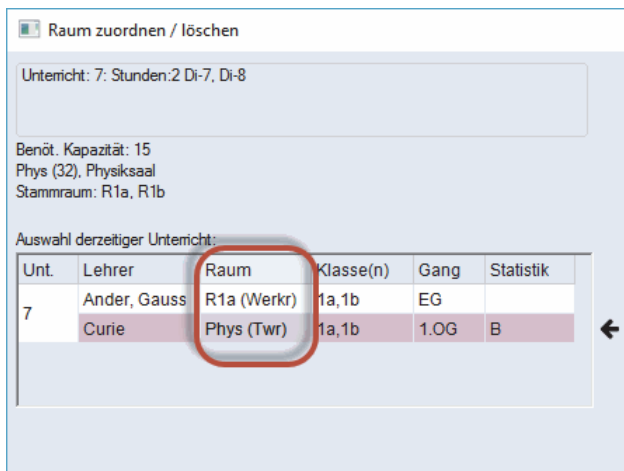 Raum zuordnen / löschen
Unterricht: 7: Stunden:2 Di-7, Di-8
Benöt. Kapazität: 15
Phys (32), Physiksaal
Stammraum: R1a, R1b
Auswahl derzeitiger Unterricht:
Unt. Lehrer Raum Klasse(n) Gang Statistik
7 Ander, Gauss R1a (Werkr) 1a,1b EG
Curie Phys (Twr) 1a,1b 1.OG B